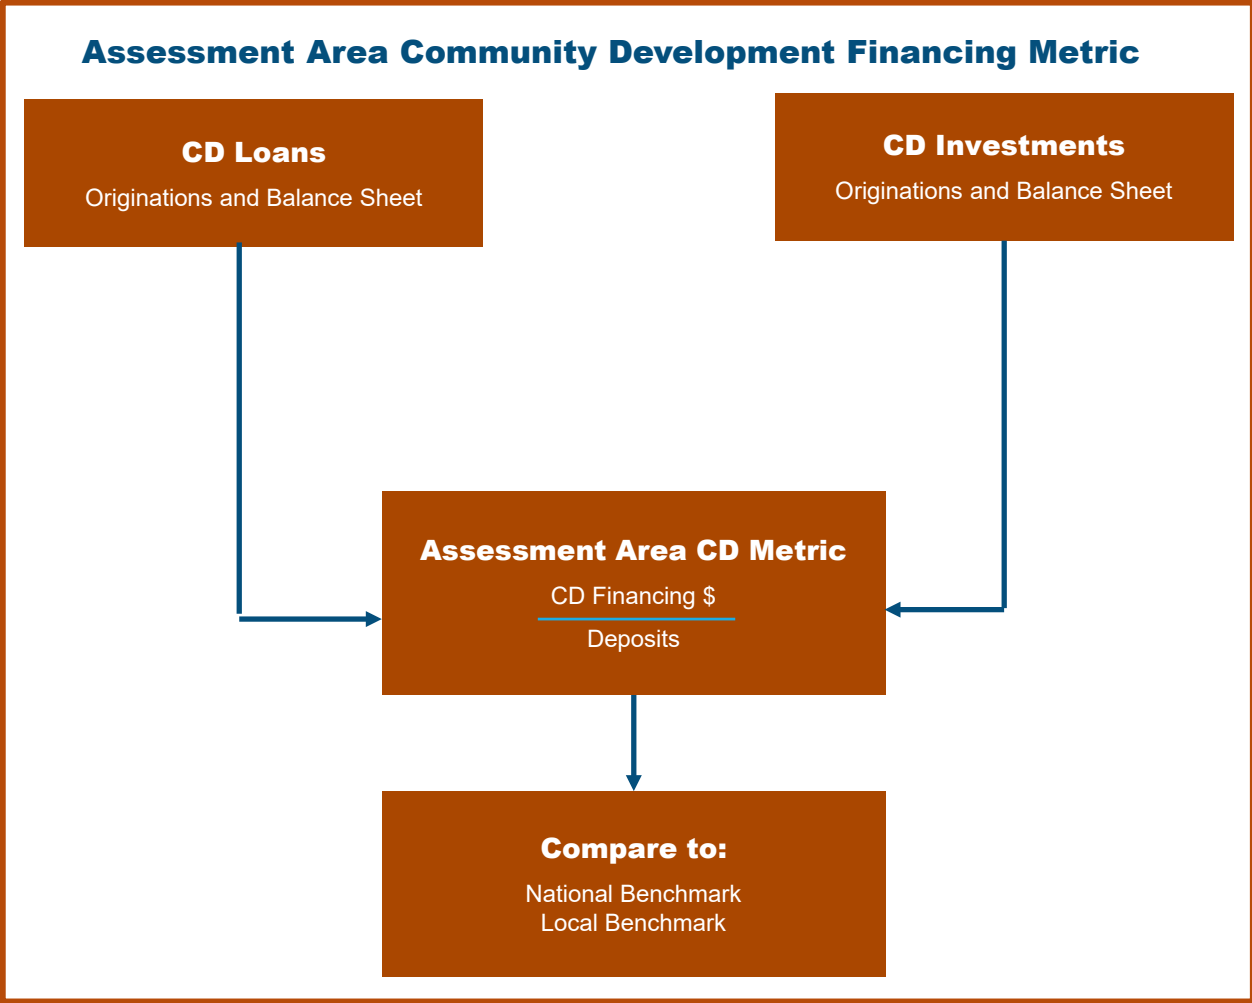 Assessment Area Community Development Financing Metric
CD Loans
Originations and Balance Sheet
CD Investments
Originations and Balance Sheet
Assessment Area CD Metric
CD Financing $
Deposits
Compare to:
National Benchmark
Local Benchmark